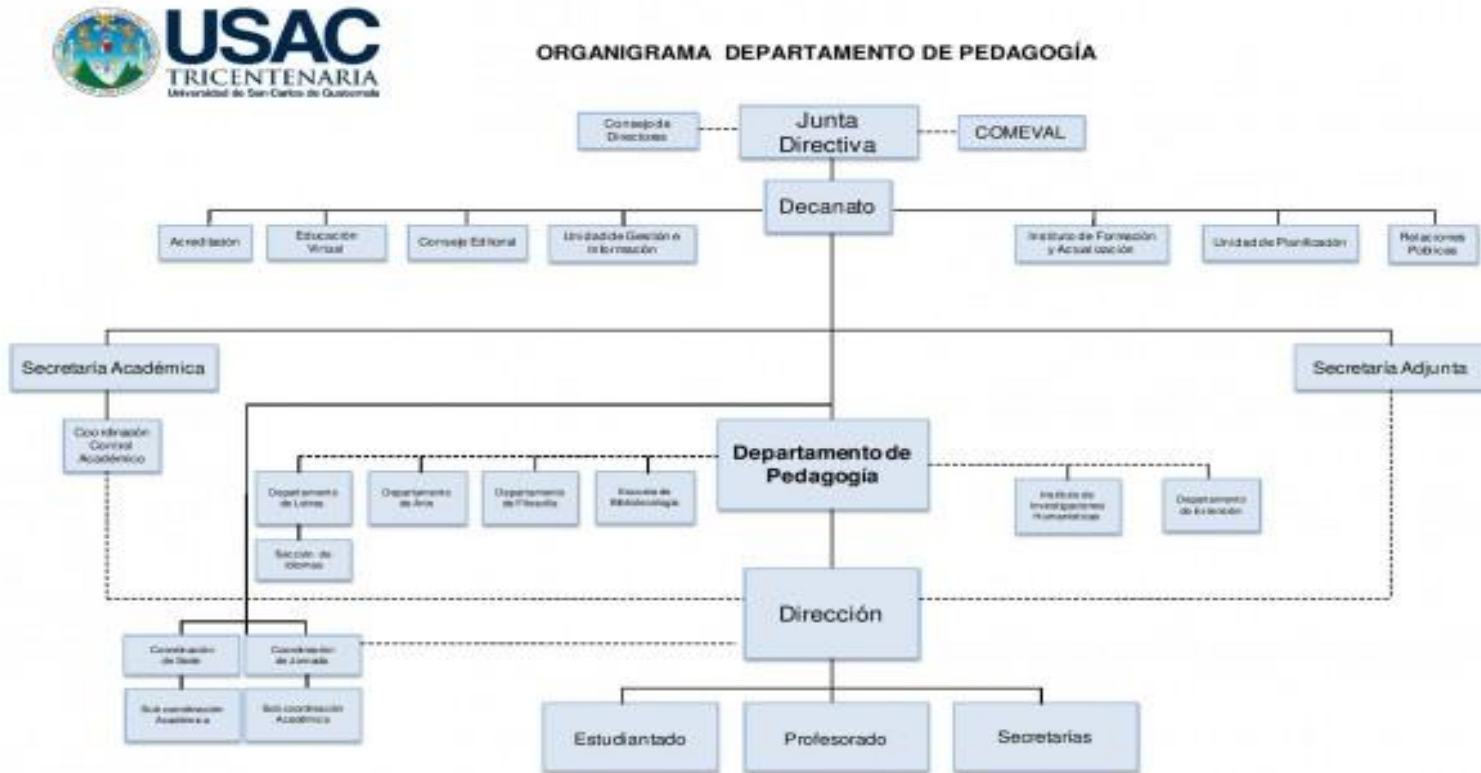 USAC
TRICENTENARIA
Universidad de San Carlos de Guatemala
ORGANIGRAMA DEPARTAMENTO DE PEDAGOGÍA
Consejo de
Directores
Junta
Directiva
COMEVAL
Decanato
Acreditación
Educación
Virtual
Consejo Editorial
Unidad de Gestión e
Información
Instituto de Formación
y Actualización
Unidad de Planificación
Relaciones
Públicas
Secretaría Académica
Secretaría Adjunta
Coordinación
Control
Académico
Departamento de
Pedagogía
Departamento
de Letras
Departamento
de Arte
Departamento
de Filosofía
Escuela de
Bibliotecología
Instituto de
Investigaciones
Humanísticas
Departamento
de Extensión
Sección de
Idiomas
Dirección
Coordinación
de Sede
Coordinación
de Jornada
Sub coordinación
Académica
Sub coordinación
Académica
Estudiantado
Profesorado
Secretarias